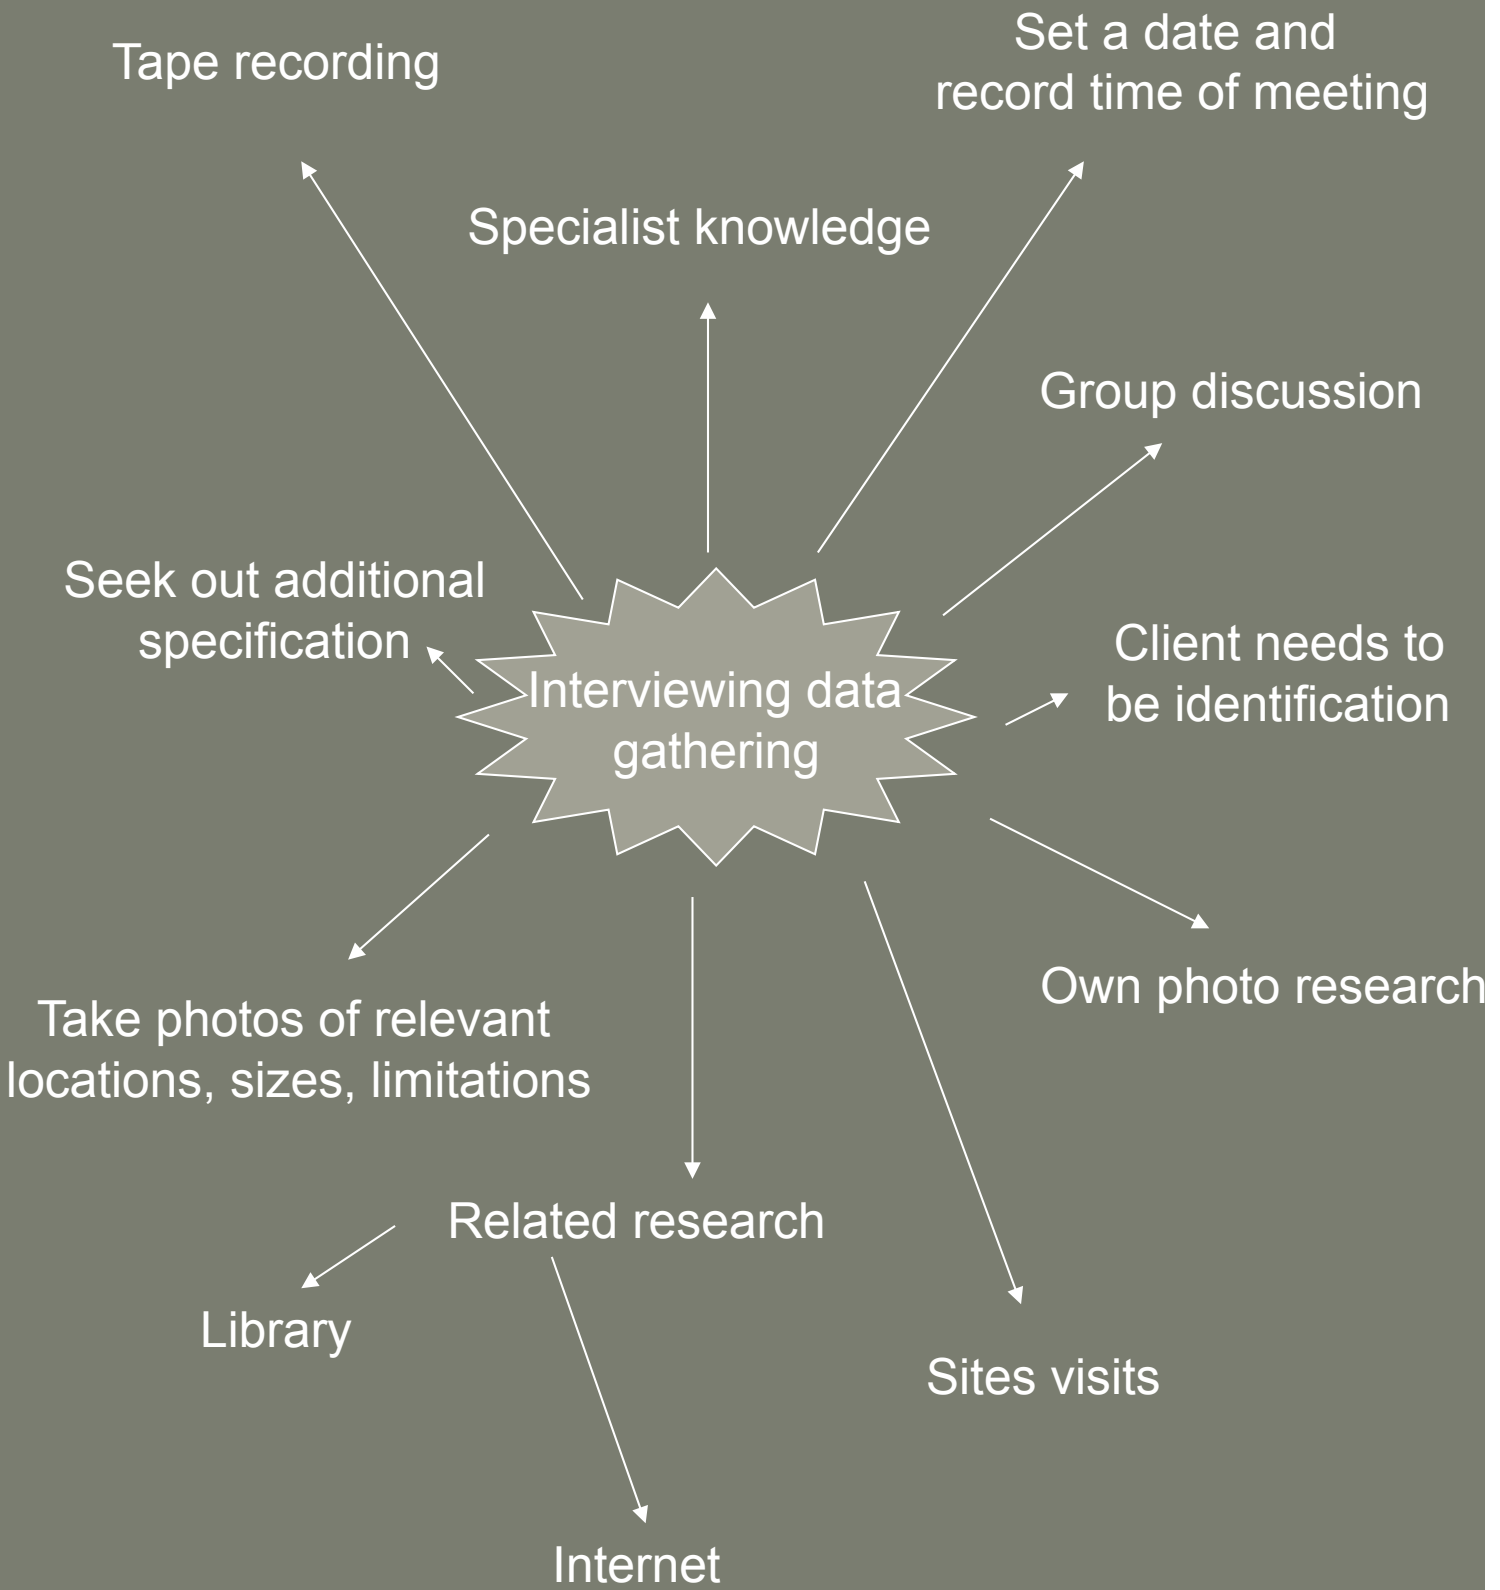 Tape recording
Set a date and
record time of meeting
Specialist knowledge
Group discussion
Seek out additional
specification
Client needs to
be identification
Interviewing data
gathering
Own photo research
Take photos of relevant
locations, sizes, limitations
Related research
Library
Sites visits
Internet